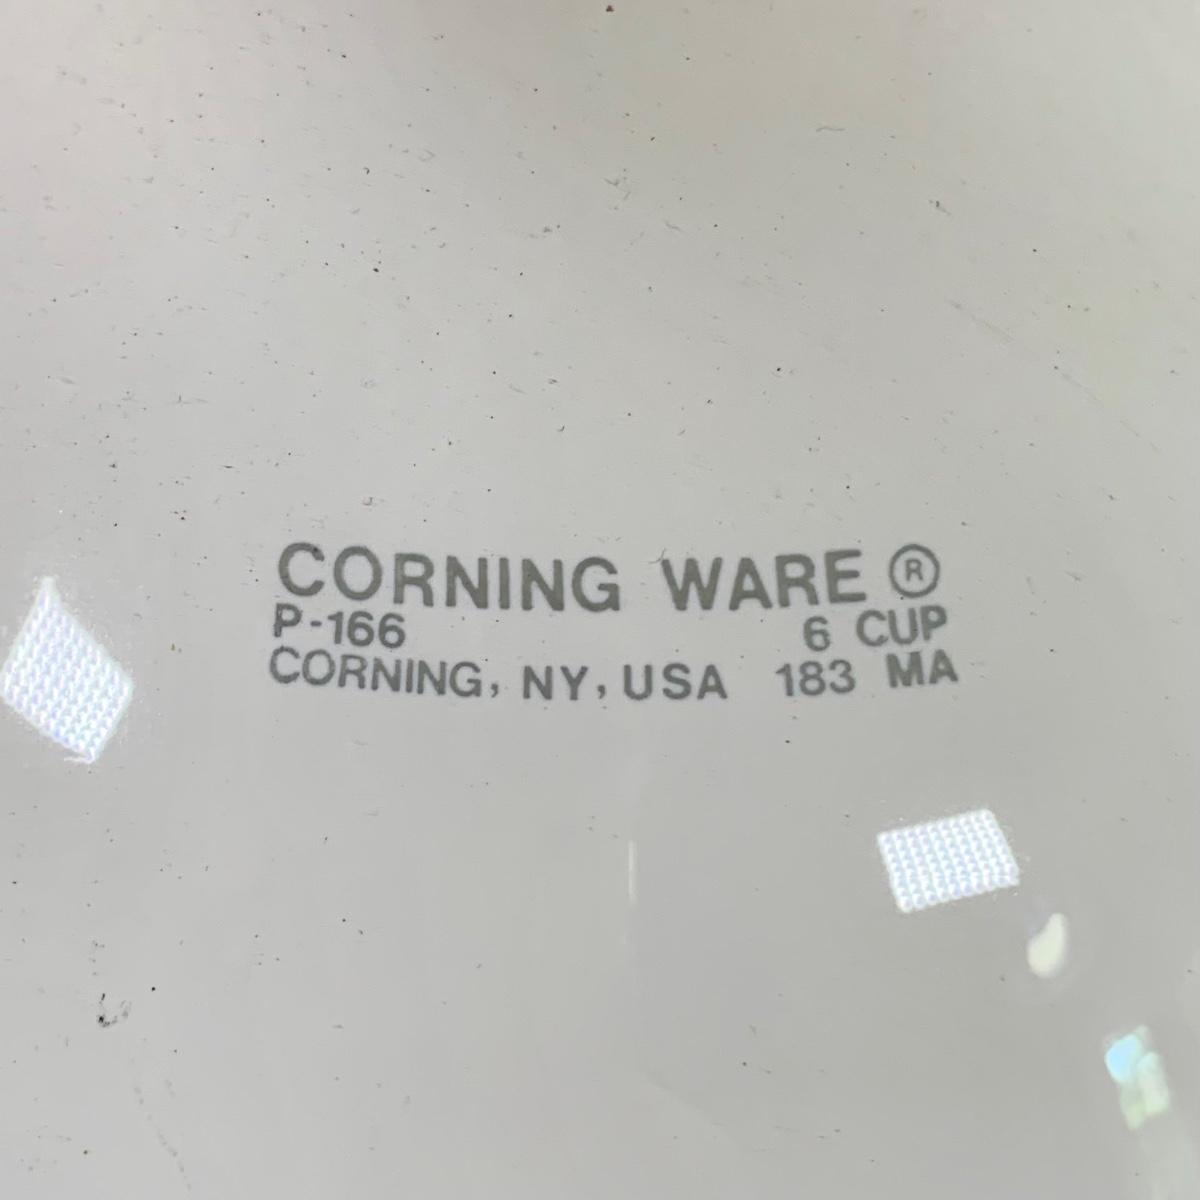 CORNING WARE ®
P-166 6 CUP
CORNING, NY, USA 183 MA